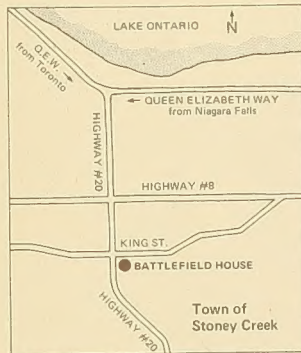 LAKE ONTARIO
N
Q.E.W.
from Toronto
QUEEN ELIZABETH WAY
from Niagara Falls
HIGHWAY #20
HIGHWAY #8
KING ST.
BATTLEFIELD HOUSE
HIGHWAY #20
Town of
Stoney Creek